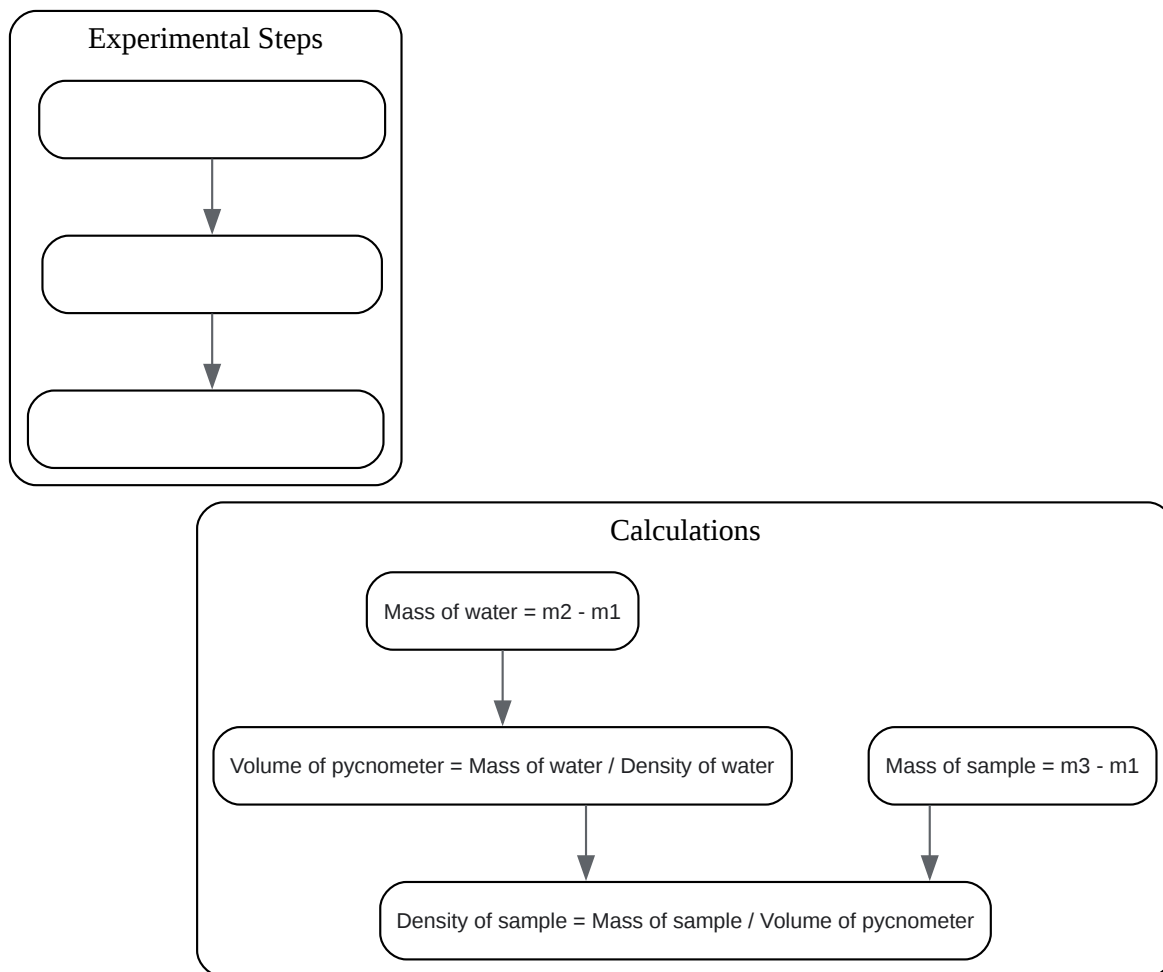 Experimental Steps
Calculations
Mass of water = m2 - m1
Volume of pycnometer = Mass of water / Density of water
Mass of sample = m3 - m1
Density of sample = Mass of sample / Volume of pycnometer